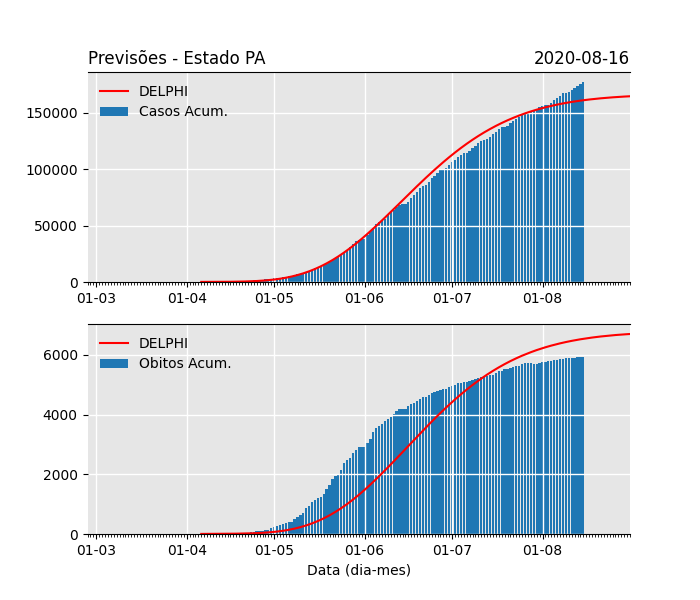 Previsões - Estado PA 2020-08-16
DELPHI
Casos Acum.
150000
100000
50000
0
01-03 01-04 01-05 01-06 01-07 01-08
DELPHI
Obitos Acum.
6000
4000
2000
0
01-03 01-04 01-05 01-06 01-07 01-08
Data (dia-mes)